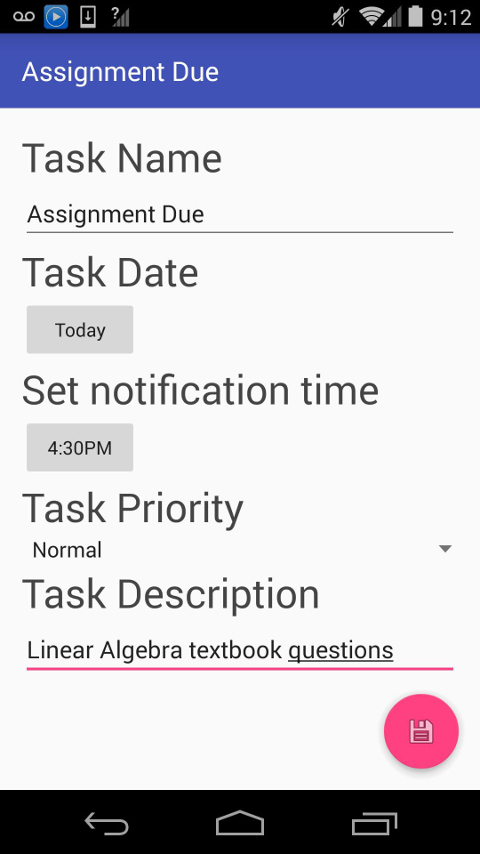 9:12
Assignment Due
Task Name
Assignment Due
Task Date
Today
Set notification time
4:30PM
Task Priority
Normal
Task Description
Linear Algebra textbook questions